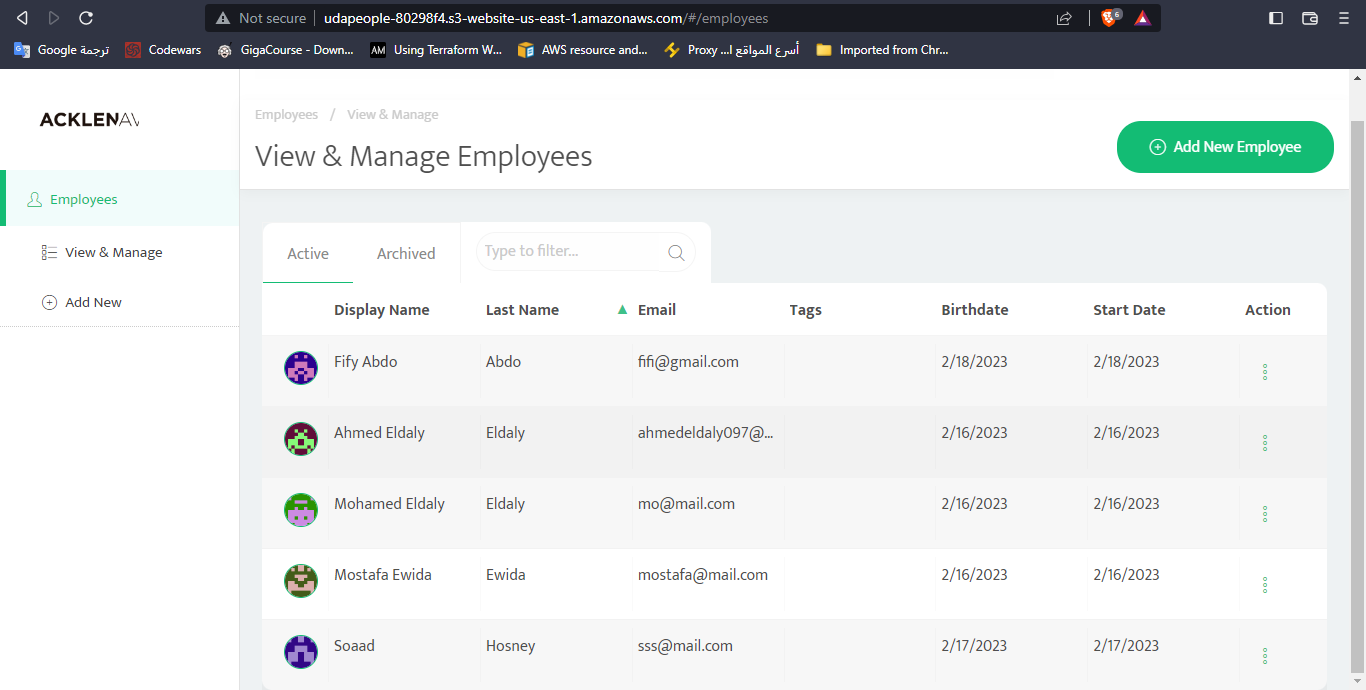 Not secure udapeople-80298f4.s3-website-us-east-1.amazonaws.com/#/employees 6
Google ترجمة Codewars GigaCourse - Down... AM Using Terraform W... AWS resource and... أسرع المواقع ا... Proxy Imported from Chr...
ACKLENAV
Employees / View & Manage
View & Manage Employees
Add New Employee
Employees
View & Manage
Add New
Active Archived Type to filter...
Display Name Last Name Email Tags Birthdate Start Date Action
Fify Abdo Abdo fifi@gmail.com 2/18/2023 2/18/2023
Ahmed Eldaly Eldaly ahmedeldaly097@... 2/16/2023 2/16/2023
Mohamed Eldaly Eldaly mo@mail.com 2/16/2023 2/16/2023
Mostafa Ewida Ewida mostafa@mail.com 2/16/2023 2/16/2023
Soaad Hosney sss@mail.com 2/17/2023 2/17/2023